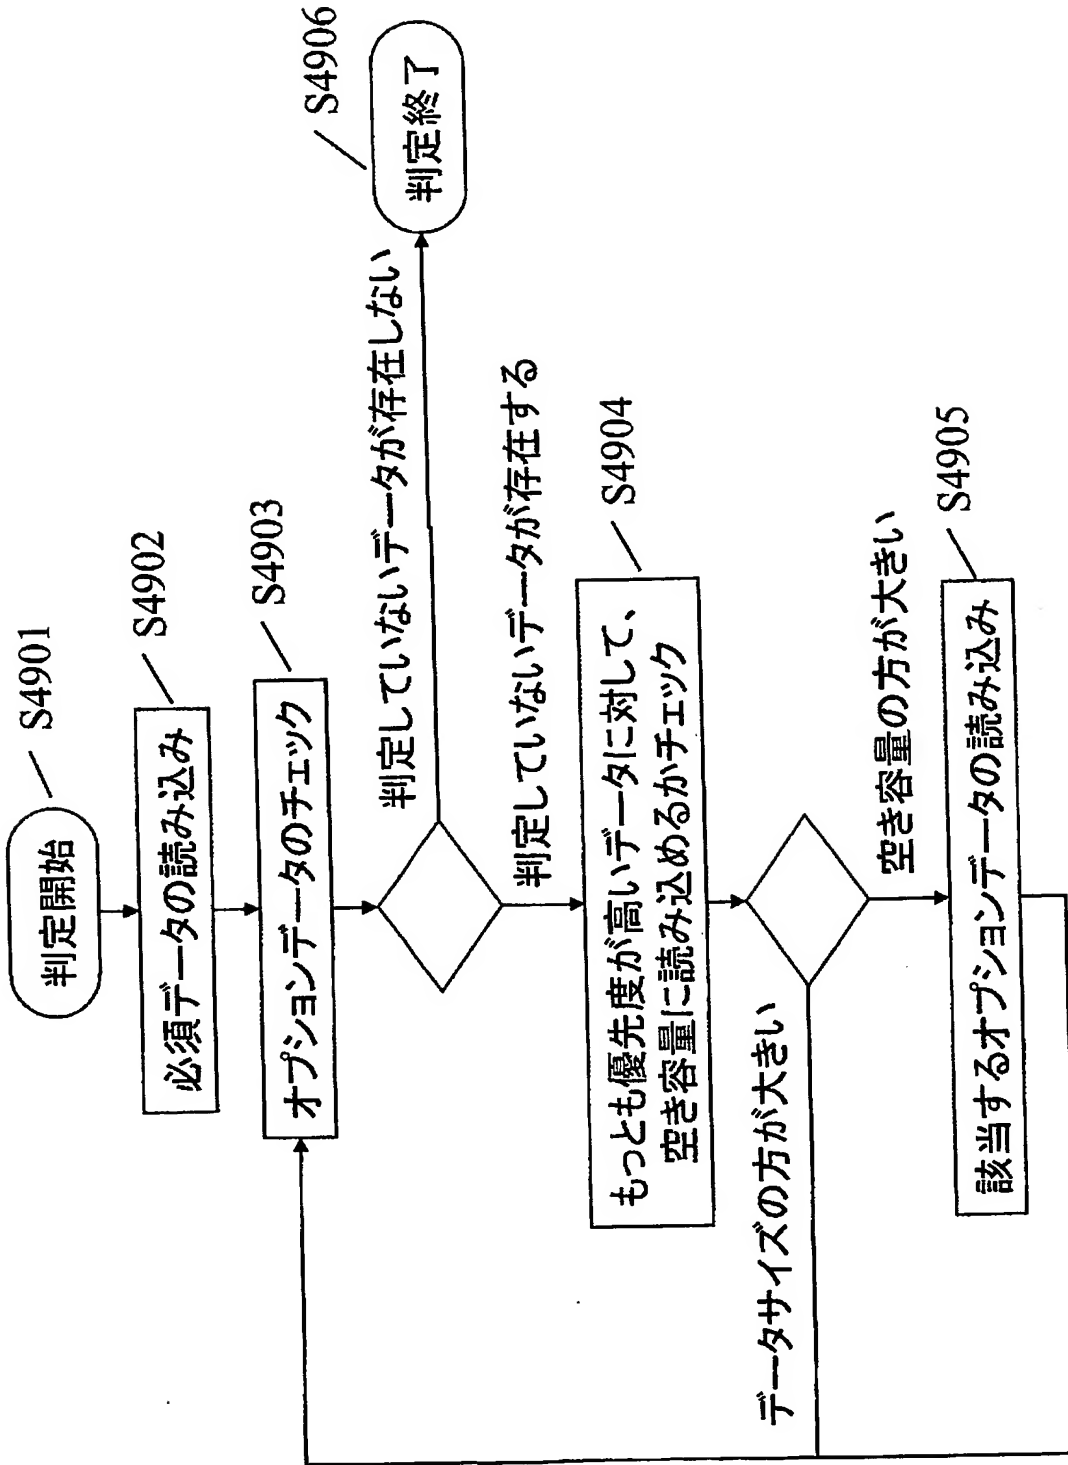 判定開始
S4901
必須データの読み込み
S4902
オプションデータのチェック
S4903
判定していないデータが存在しない
判定終了
S4906
判定していないデータが存在する
もっとも優先度が高いデータに対して、
空き容量に読み込めるかチェック
S4904
データサイズの方が大きい
空き容量の方が大きい
該当するオプションデータの読み込み
S4905